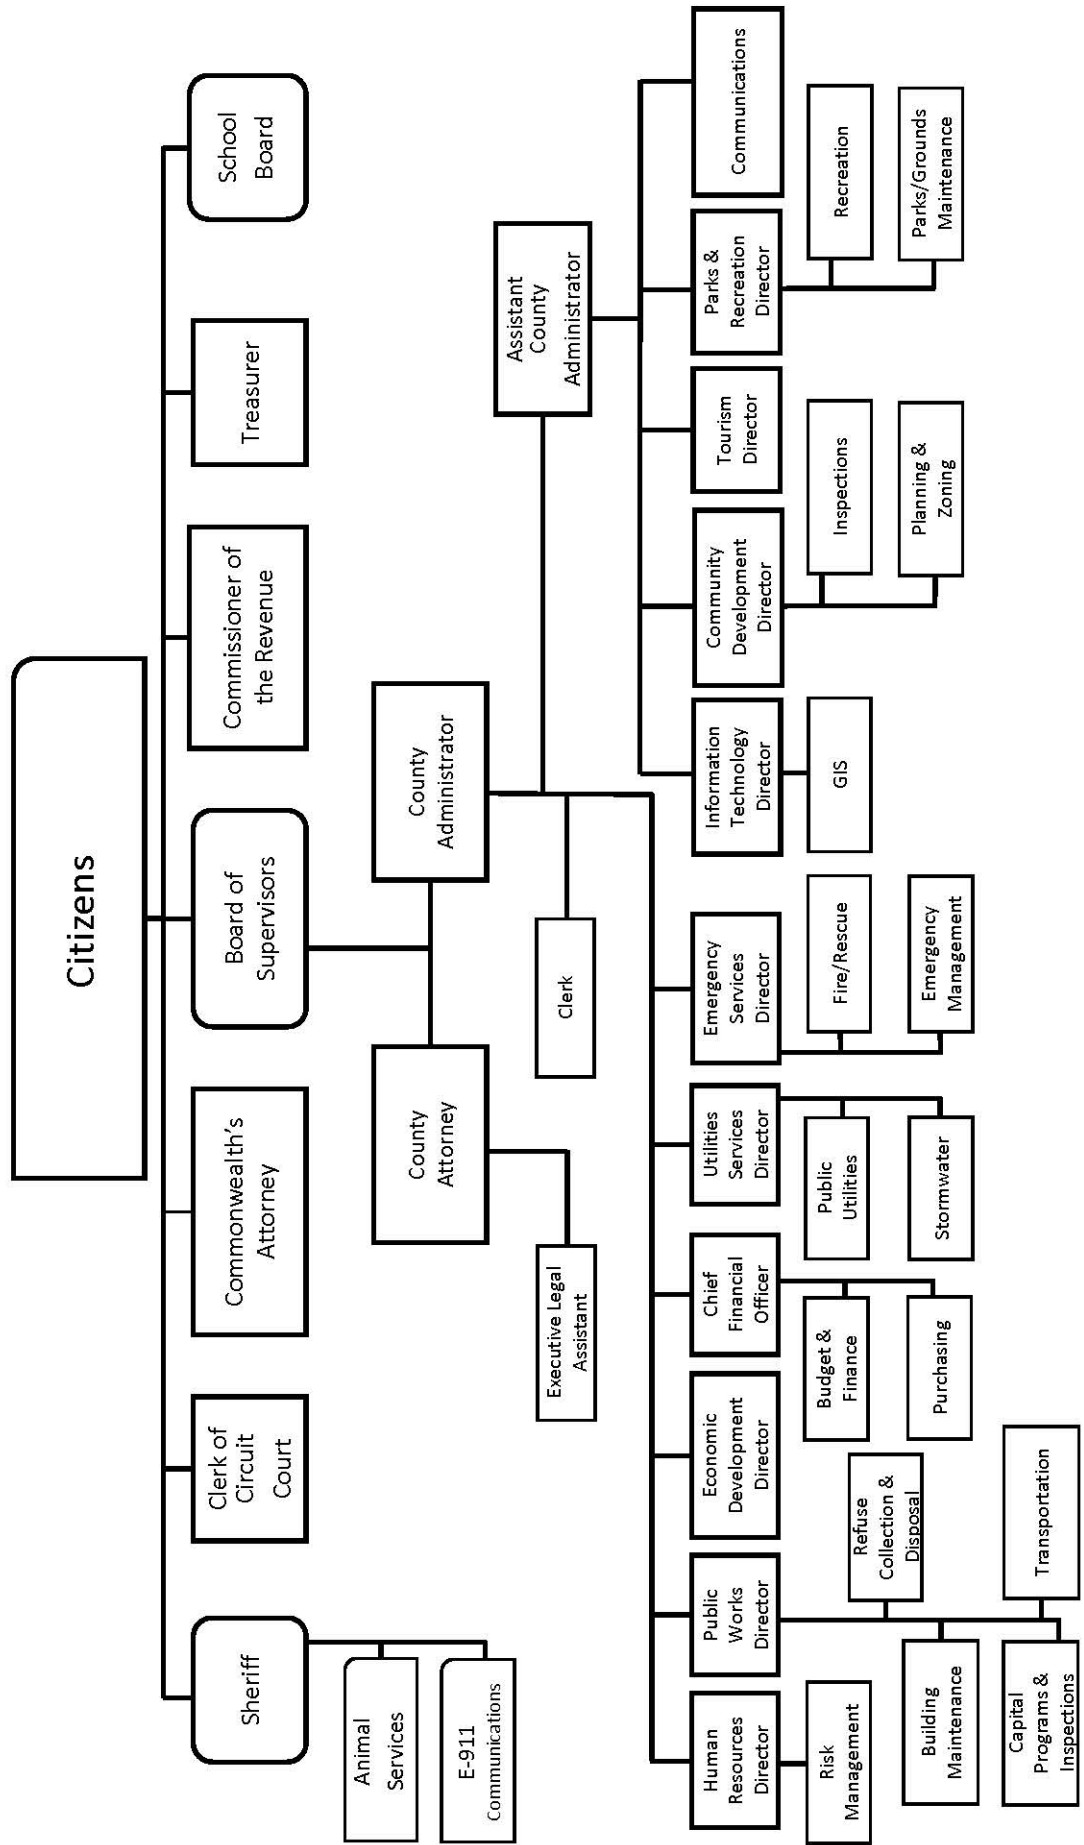 Citizens
Sheriff
Clerk of
Circuit
Court
Commonwealth's
Attorney
Board of
Supervisors
Commissioner of
the Revenue
Treasurer
School
Board
Animal
Services
E-911
Communications
County
Attorney
County
Administrator
Executive Legal
Assistant
Clerk
Assistant
County
Administrator
Human
Resources
Director
Public
Works
Director
Economic
Development
Director
Chief
Financial
Officer
Utilities
Services
Director
Emergency
Services
Director
Information
Technology
Director
Community
Development
Director
Tourism
Director
Parks &
Recreation
Director
Communications
Risk
Management
Refuse
Collection &
Disposal
Building
Maintenance
Transportation
Capital
Programs &
Inspections
Budget &
Finance
Purchasing
Public
Utilities
Stormwater
Fire/Rescue
Emergency
Management
GIS
Inspections
Planning &
Zoning
Recreation
Parks/Grounds
Maintenance